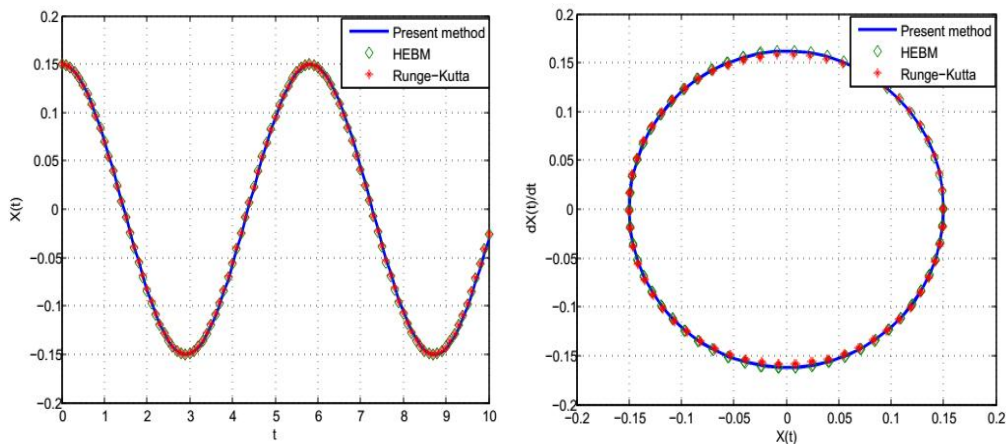 0.2
0.15
0.1
0.05
0
−0.05
−0.1
−0.15
−0.2
X(t)
0 1 2 3 4 5 6 7 8 9 10
t
Present method
HEBM
Runge−Kutta
0.2
0.15
0.1
0.05
0
−0.05
−0.1
−0.15
−0.2
dX(t)/dt
−0.2 −0.15 −0.1 −0.05 0 0.05 0.1 0.15 0.2
X(t)
Present method
HEBM
Runge−Kutta